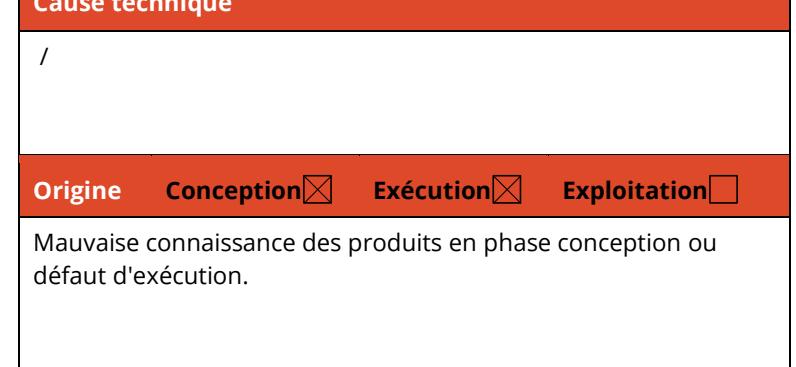 Cause technique
/
Origine Conception☒ Exécution☒ Exploitation☐
Mauvaise connaissance des produits en phase conception ou
défaut d'exécution.